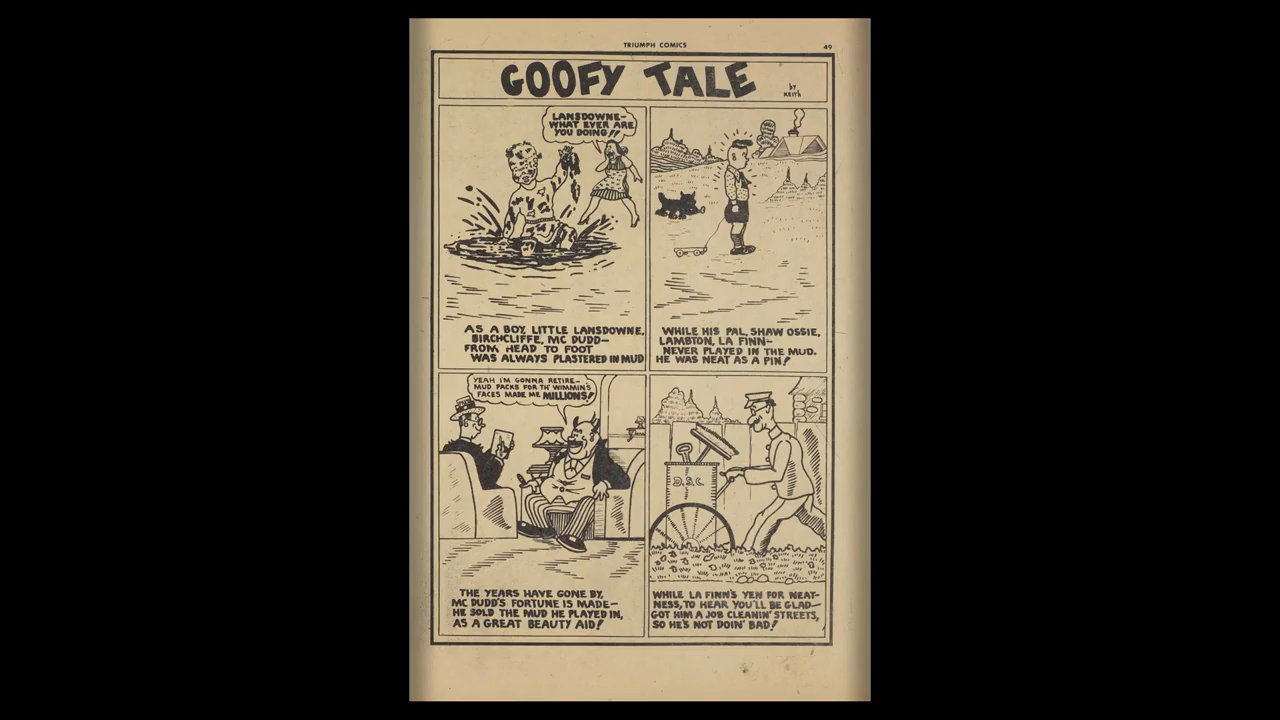 TRIUMPH COMICS
49
GOOFY TALE
by
KEITH
LANSDOWNE—
WHAT EVER ARE
YOU DOING!!
AS A BOY, LITTLE LANSDOWNE,
BIRCHCLIFFE, MC DUDD—
FROM HEAD TO FOOT
WAS ALWAYS PLASTERED IN MUD
WHILE HIS PAL, SHAW OSSIE,
LAMBTON, LA FINN—
NEVER PLAYED IN THE MUD.
HE WAS NEAT AS A PIN!
YEAH I'M GONNA RETIRE—
MUD PACKS FOR TH' WIMMIN'S
FACES MADE ME MILLIONS!
THE YEARS HAVE GONE BY,
MC DUDD'S FORTUNE IS MADE—
HE SOLD THE MUD HE PLAYED IN,
AS A GREAT BEAUTY AID!
D.S.C.
WHILE LA FINN'S YEN FOR NEAT-
NESS, TO HEAR YOU'LL BE GLAD—
GOT HIM A JOB CLEANIN' STREETS,
SO HE'S NOT DOIN' BAD!